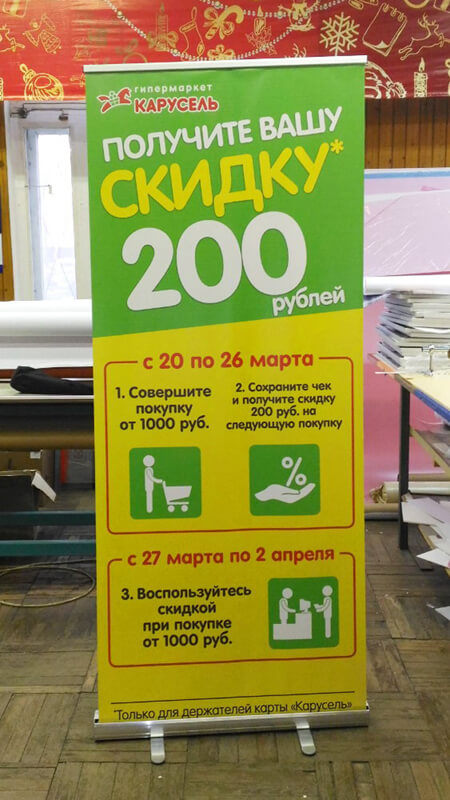 гипермаркет
КАРУСЕЛЬ
ПОЛУЧИТЕ ВАШУ
СКИДКУ*
200
рублей
с 20 по 26 марта
1. Совершите
покупку
от 1000 руб.
2. Сохраните чек
и получите скидку
200 руб. на
следующую покупку
%
с 27 марта по 2 апреля
3. Воспользуйтесь
скидкой
при покупке
от 1000 руб.
*Только для держателей карты «Карусель»